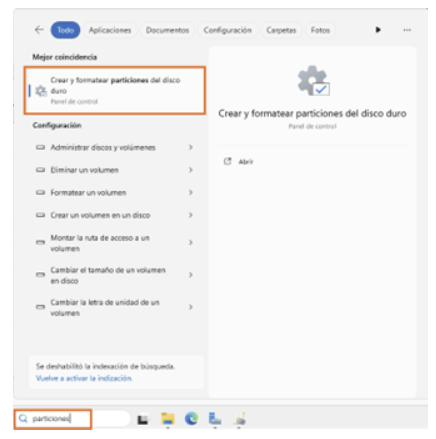 Todo Aplicaciones Documentos Configuración Carpetas Fotos
Mejor coincidencia
Crear y formatear particiones del disco
duro
Panel de control
Crear y formatear particiones del disco duro
Panel de control
Abrir
Configuración
Administrar discos y volúmenes
Eliminar un volumen
Formatear un volumen
Crear un volumen en un disco
Montar la ruta de acceso a un
volumen
Cambiar el tamaño de un volumen
en disco
Cambiar la letra de unidad de un
volumen
Se deshabilitó la indexación de búsqueda.
Vuelve a activar la indización.
particiones